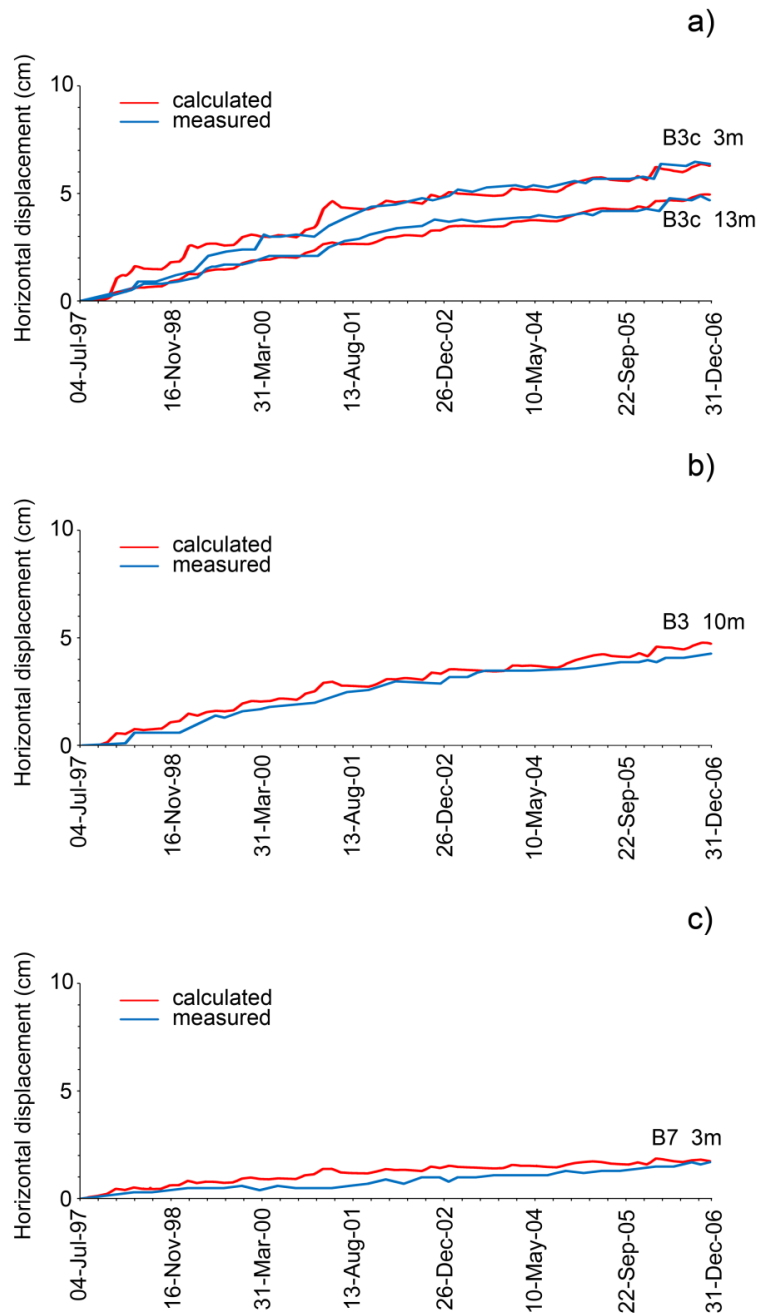 a)
Horizontal displacement (cm)
10
5
0
calculated
measured
B3c 3m
B3c 13m
04-Jul-97
16-Nov-98
31-Mar-00
13-Aug-01
26-Dec-02
10-May-04
22-Sep-05
31-Dec-06
b)
Horizontal displacement (cm)
10
5
0
calculated
measured
B3 10m
04-Jul-97
16-Nov-98
31-Mar-00
13-Aug-01
26-Dec-02
10-May-04
22-Sep-05
31-Dec-06
c)
Horizontal displacement (cm)
10
5
0
calculated
measured
B7 3m
04-Jul-97
16-Nov-98
31-Mar-00
13-Aug-01
26-Dec-02
10-May-04
22-Sep-05
31-Dec-06